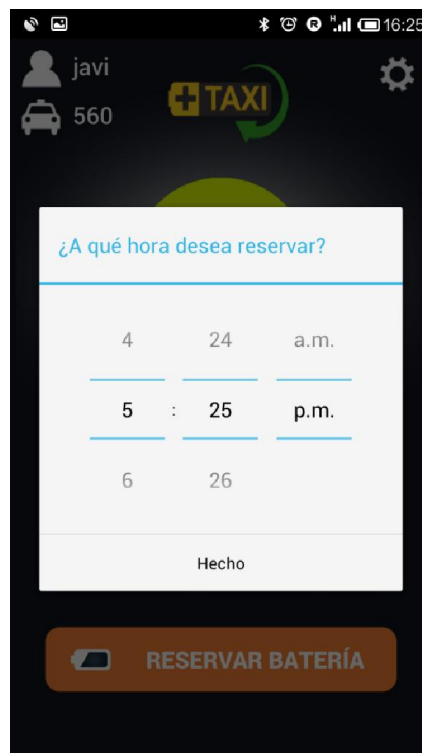 R H 16:25
javi
560
TAXI
¿A qué hora desea reservar?
4 24 a.m.
5 : 25 p.m.
6 26
Hecho
RESERVAR BATERÍA